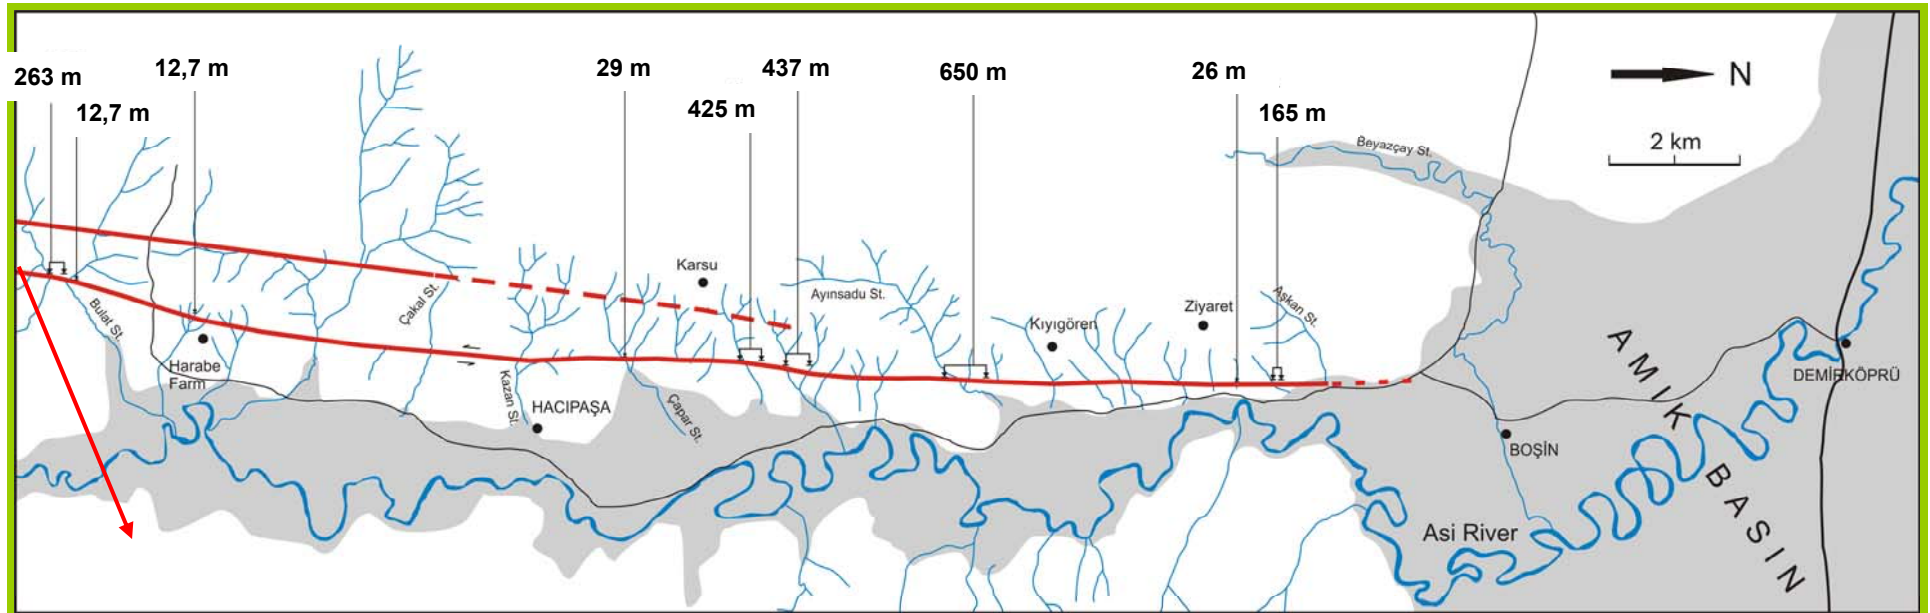 263 m
12,7 m
12,7 m
29 m
425 m
437 m
650 m
26 m
165 m
N
2 km
Beyazçay St.
Karsu
Ayınsadu St.
Kıyıgören
Ziyaret
Aşkan St.
Bulat St.
Çakal St.
Harabe
Farm
Kazan St.
HACIPAŞA
Çapar St.
DEMİRKÖPRÜ
BOŞİN
Asi River
AMIK
BASIN